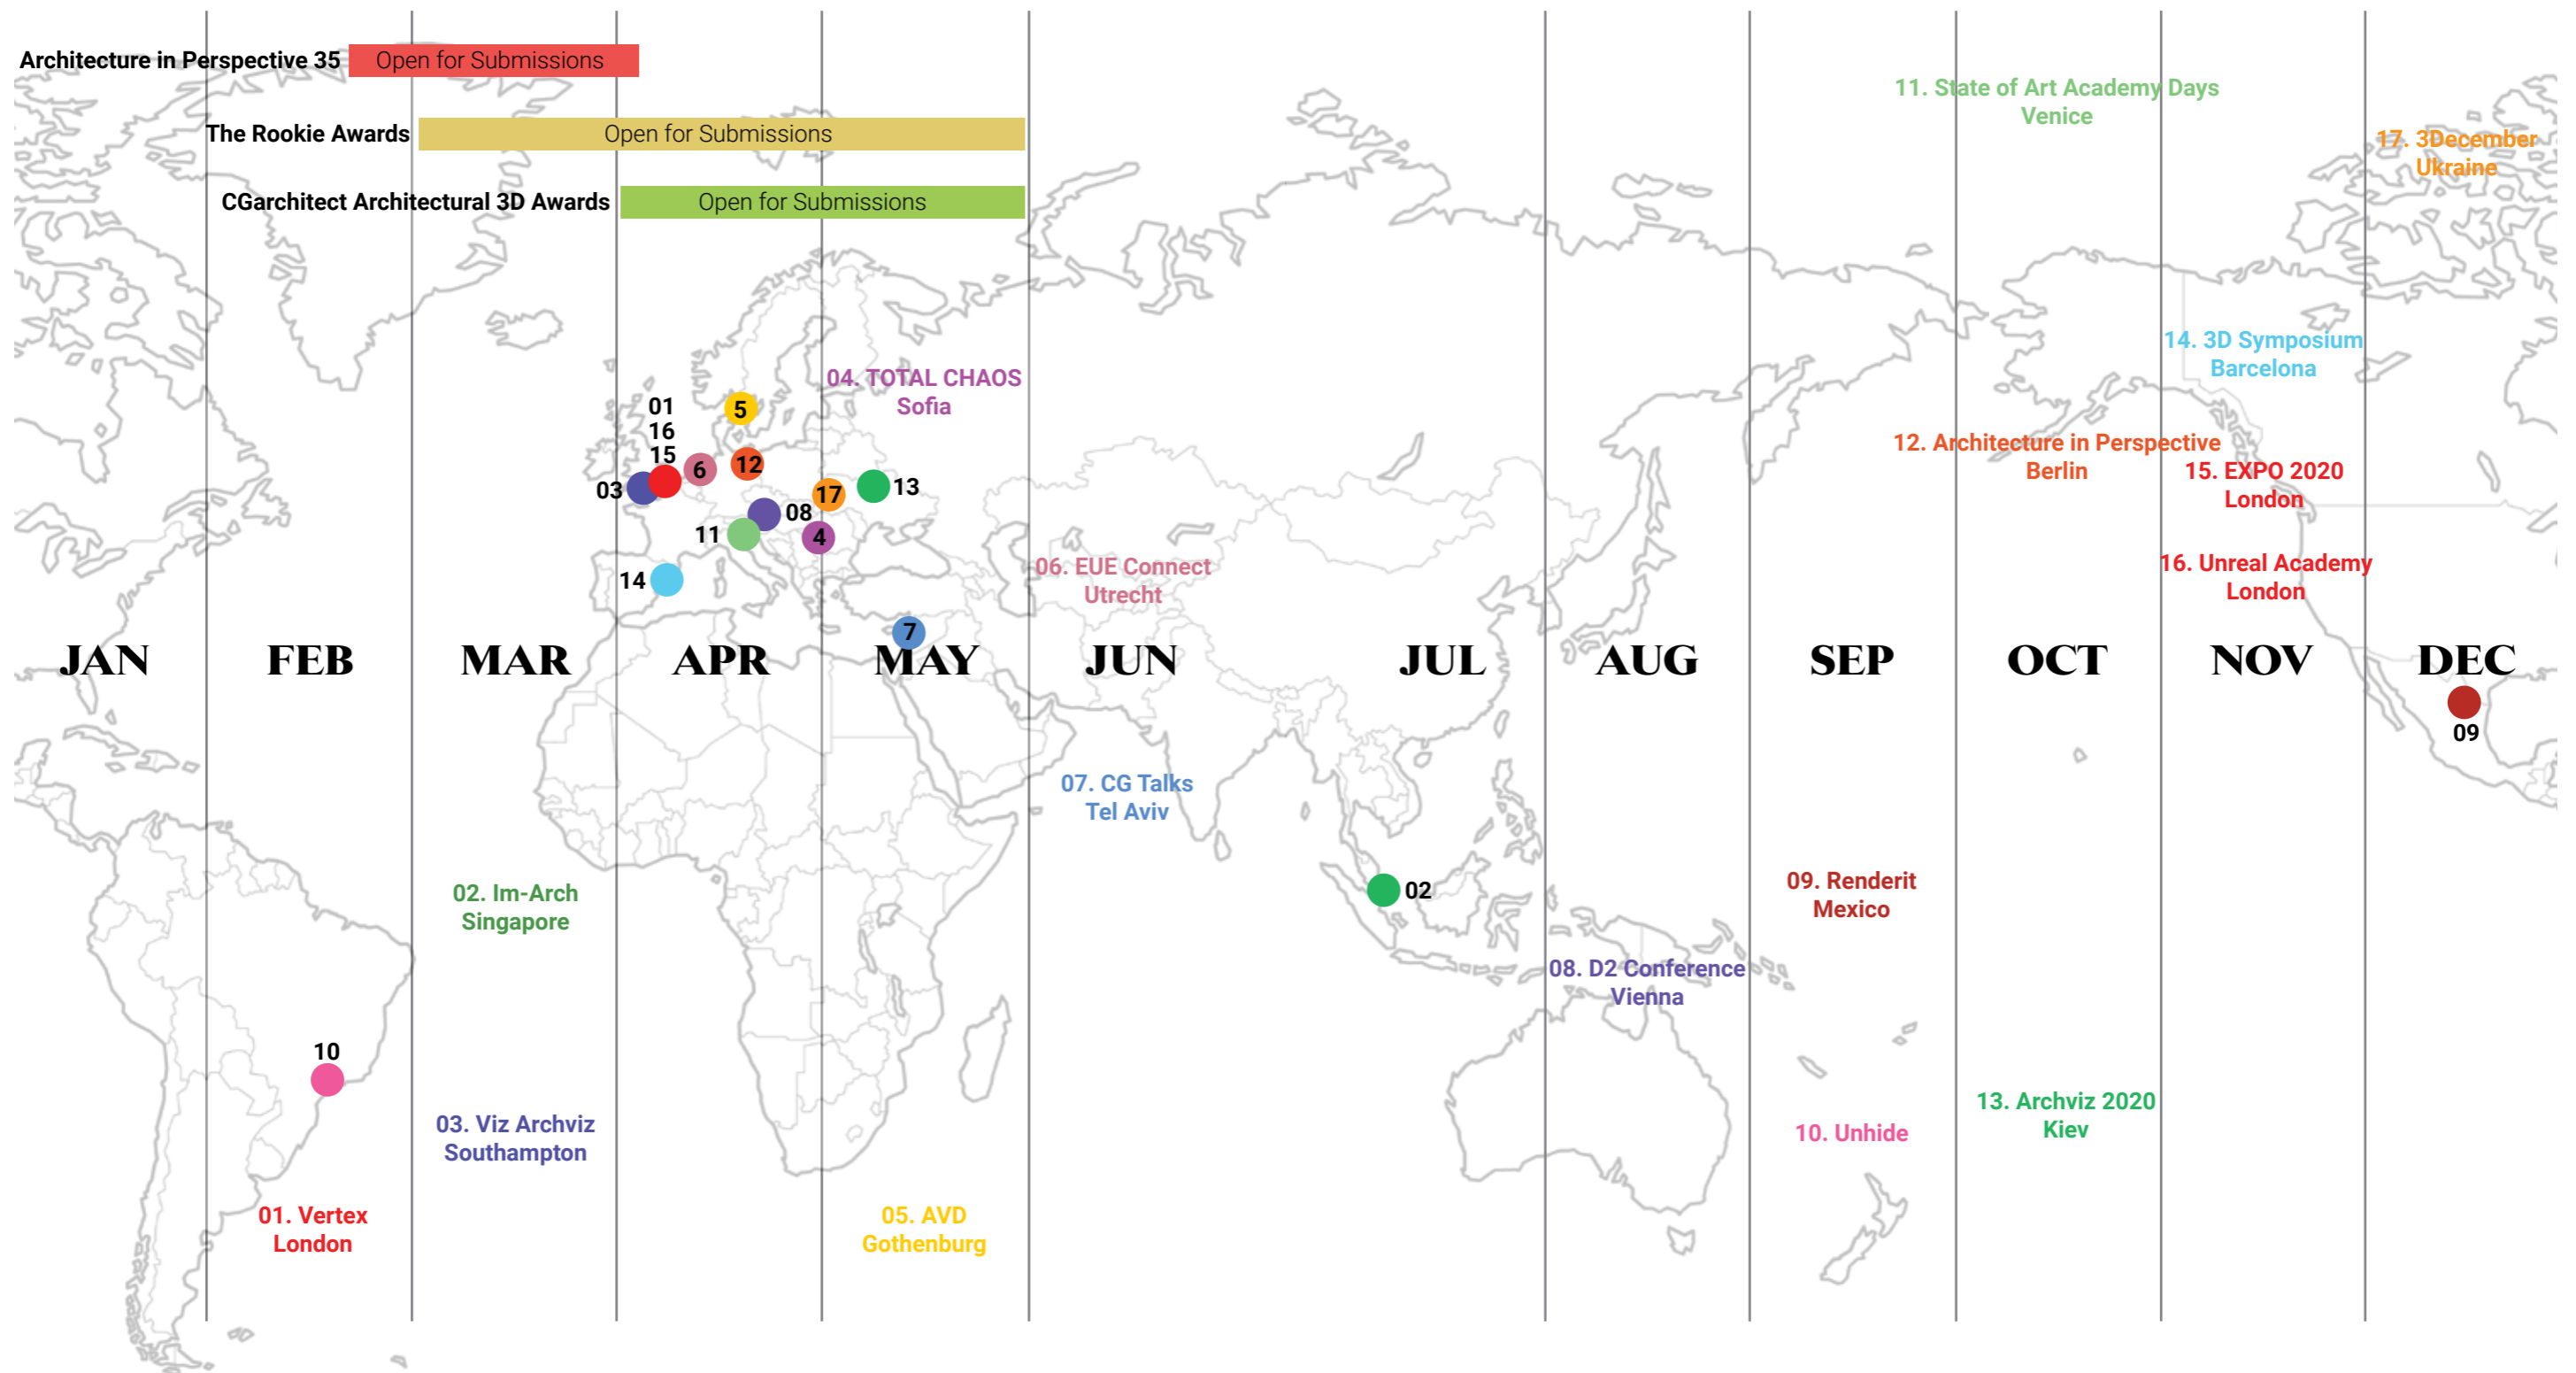 Architecture in Perspective 35
Open for Submissions
11. State of Art Academy Days
Venice
The Rookie Awards
Open for Submissions
17. 3December
Ukraine
CGarchitect Architectural 3D Awards
Open for Submissions
14. 3D Symposium
Barcelona
04. TOTAL CHAOS
Sofia
01
16
15
5
6
12
03
17
13
08
11
4
14
7
12. Architecture in Perspective
Berlin
15. EXPO 2020
London
06. EUE Connect
Utrecht
16. Unreal Academy
London
JAN
FEB
MAR
APR
MAY
JUN
JUL
AUG
SEP
OCT
NOV
DEC
09
07. CG Talks
Tel Aviv
02. Im-Arch
Singapore
02
09. Renderit
Mexico
08. D2 Conference
Vienna
10
03. Viz Archviz
Southampton
10. Unhide
13. Archviz 2020
Kiev
01. Vertex
London
05. AVD
Gothenburg